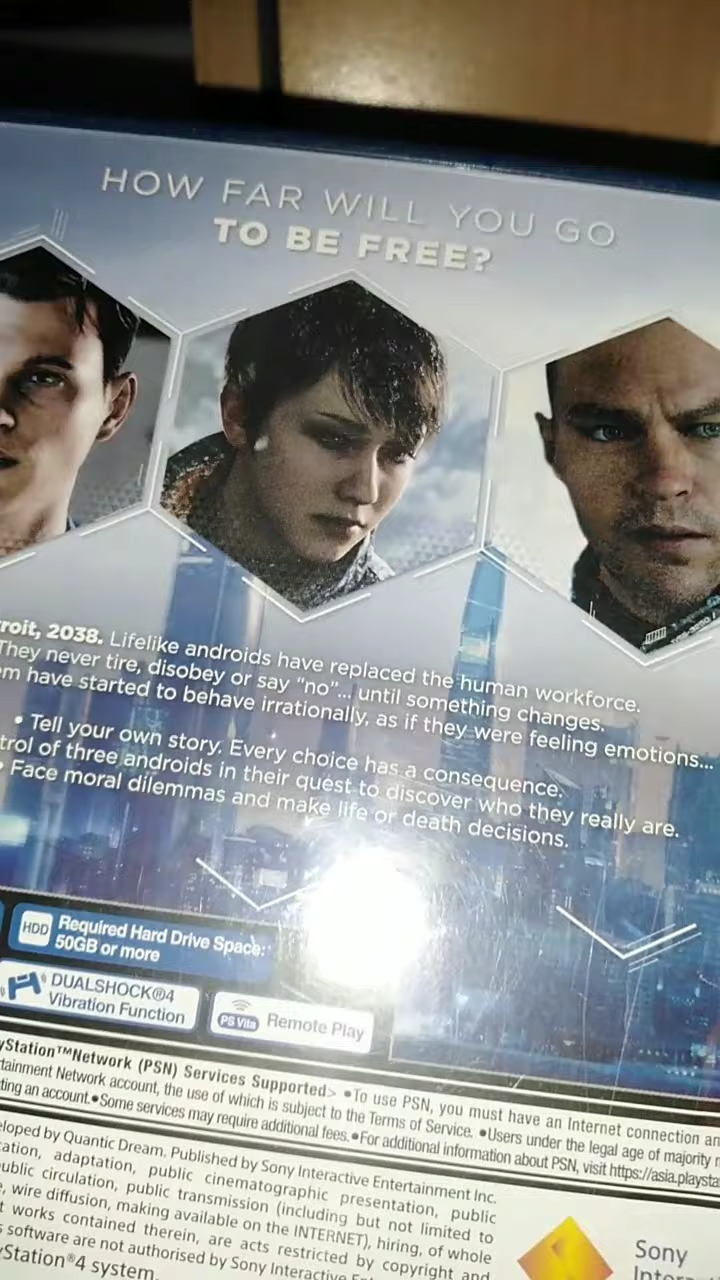 HOW FAR WILL YOU GO
TO BE FREE?
roit, 2038. Lifelike androids have replaced the human workforce.
They never tire, disobey or say “no”... until something changes.
em have started to behave irrationally, as if they were feeling emotions...
• Tell your own story. Every choice has a consequence.
trol of three androids in their quest to discover who they really are.
• Face moral dilemmas and make life or death decisions.
HDD Required Hard Drive Space:
50GB or more
DUALSHOCK®4
Vibration Function
PS Vita Remote Play
yStation™Network (PSN) Services Supported> •To use PSN, you must have an Internet connection an
rtainment Network account, the use of which is subject to the Terms of Service. •Users under the legal age of majority
ting an account.•Some services may require additional fees.•For additional information about PSN, visit https://asia.playsta
eloped by Quantic Dream. Published by Sony Interactive Entertainment Inc.
tation, adaptation, public cinematographic presentation, public
ublic circulation, public transmission (including but not limited to
, wire diffusion, making available on the INTERNET), hiring, of whole
t works contained therein, are acts restricted by copyright and
s software are not authorised by Sony Interactive Ent
yStation®4 system.
Sony
Intera